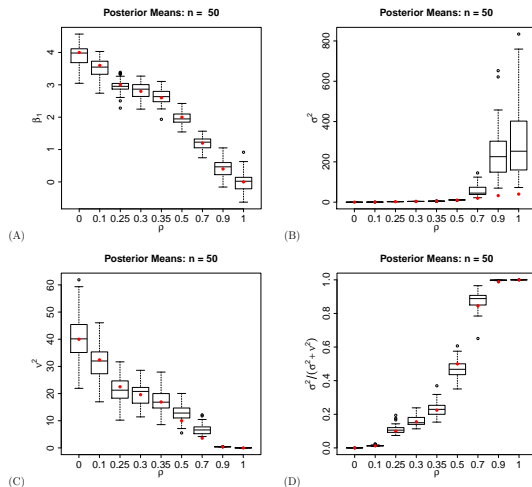 Posterior Means: n = 50
β₁
4
3
2
1
0
0 0.1 0.25 0.3 0.35 0.5 0.7 0.9 1
ρ
(A)
Posterior Means: n = 50
σ²
800
600
400
200
0
0 0.1 0.25 0.3 0.35 0.5 0.7 0.9 1
ρ
(B)
Posterior Means: n = 50
ν²
60
50
40
30
20
10
0
0 0.1 0.25 0.3 0.35 0.5 0.7 0.9 1
ρ
(C)
Posterior Means: n = 50
σ²/(σ² + ν²)
1.0
0.8
0.6
0.4
0.2
0.0
0 0.1 0.25 0.3 0.35 0.5 0.7 0.9 1
ρ
(D)